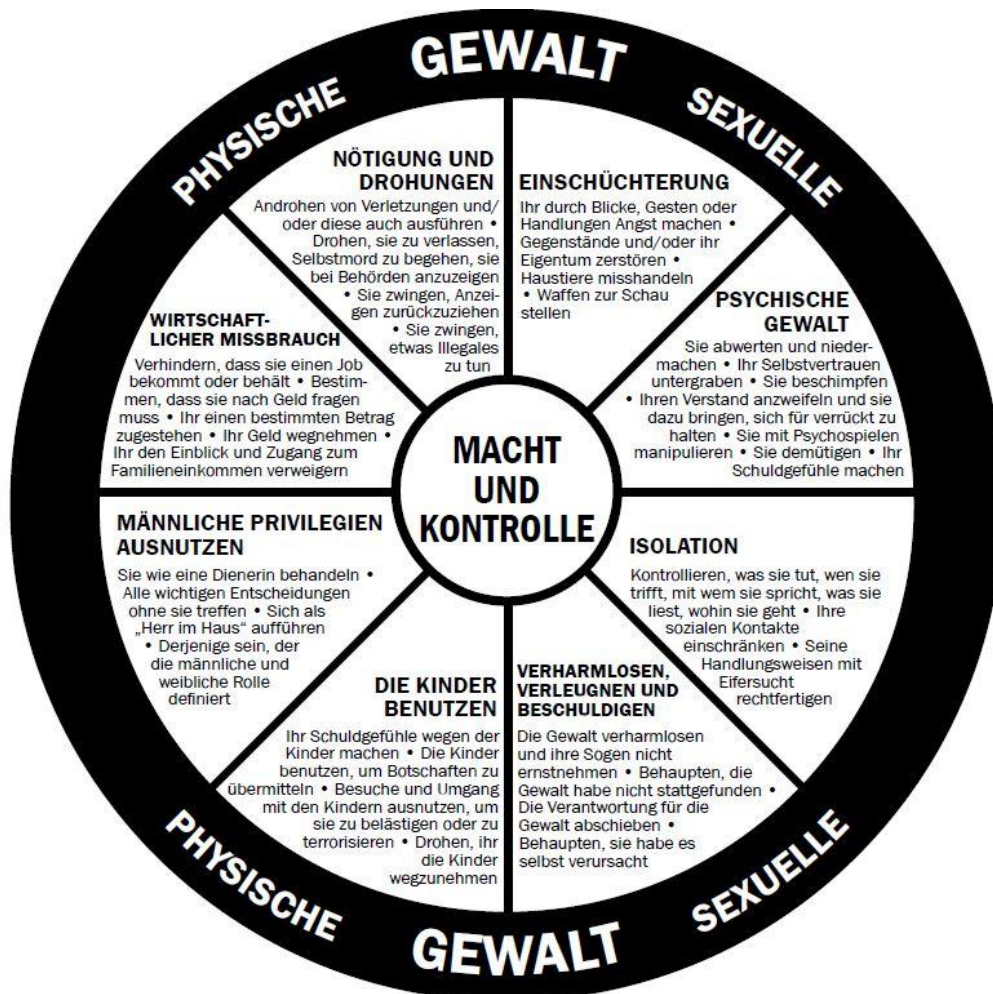 PHYSISCHE GEWALT SEXUELLE
NÖTIGUNG UND
DROHUNGEN
Androhen von Verletzungen und/
oder diese auch ausführen •
Drohen, sie zu verlassen,
Selbstmord zu begehen, sie
bei Behörden anzuzeigen
• Sie zwingen, Anzei-
gen zurückzuziehen
• Sie zwingen,
etwas Illegales
zu tun
EINSCHÜCHTERUNG
Ihr durch Blicke, Gesten oder
Handlungen Angst machen •
Gegenstände und/oder ihr
Eigentum zerstören •
Haustiere misshandeln
• Waffen zur Schau
stellen
PSYCHISCHE
GEWALT
Sie abwerten und nieder-
machen • Ihr Selbstvertrauen
untergraben • Sie beschimpfen
• Ihren Verstand anzweifeln und sie
dazu bringen, sich für verrückt zu
halten • Sie mit Psychospielen
manipulieren • Sie demütigen • Ihr
Schuldgefühle machen
ISOLATION
Kontrollieren, was sie tut, wen sie
trifft, mit wem sie spricht, was sie
liest, wohin sie geht • Ihre
sozialen Kontakte
einschränken • Seine
Handlungsweisen mit
Eifersucht
rechtfertigen
VERHARMLOSEN,
VERLEUGNEN UND
BESCHULDIGEN
Die Gewalt verharmlosen
und ihre Sogen nicht
ernstnehmen • Behaupten, die
Gewalt habe nicht stattgefunden •
Die Verantwortung für die
Gewalt abschieben •
Behaupten, sie habe es
selbst verursacht
DIE KINDER
BENUTZEN
Ihr Schuldgefühle wegen der
Kinder machen • Die Kinder
benutzen, um Botschaften zu
übermitteln • Besuche und Umgang
mit den Kindern ausnutzen, um
sie zu belästigen oder zu
terrorisieren • Drohen, ihr
die Kinder
wegzunehmen
MÄNNLICHE PRIVILEGIEN
AUSNUTZEN
Sie wie eine Dienerin behandeln •
Alle wichtigen Entscheidungen
ohne sie treffen • Sich als
„Herr im Haus“ aufführen
• Derjenige sein, der
die männliche und
weibliche Rolle
definiert
WIRTSCHAFT-
LICHER MISSBRAUCH
Verhindern, dass sie einen Job
bekommt oder behält • Bestim-
men, dass sie nach Geld fragen
muss • Ihr einen bestimmten Betrag
zugestehen • Ihr Geld wegnehmen •
Ihr den Einblick und Zugang zum
Familieneinkommen verweigern
MACHT
UND
KONTROLLE
PHYSISCHE GEWALT SEXUELLE